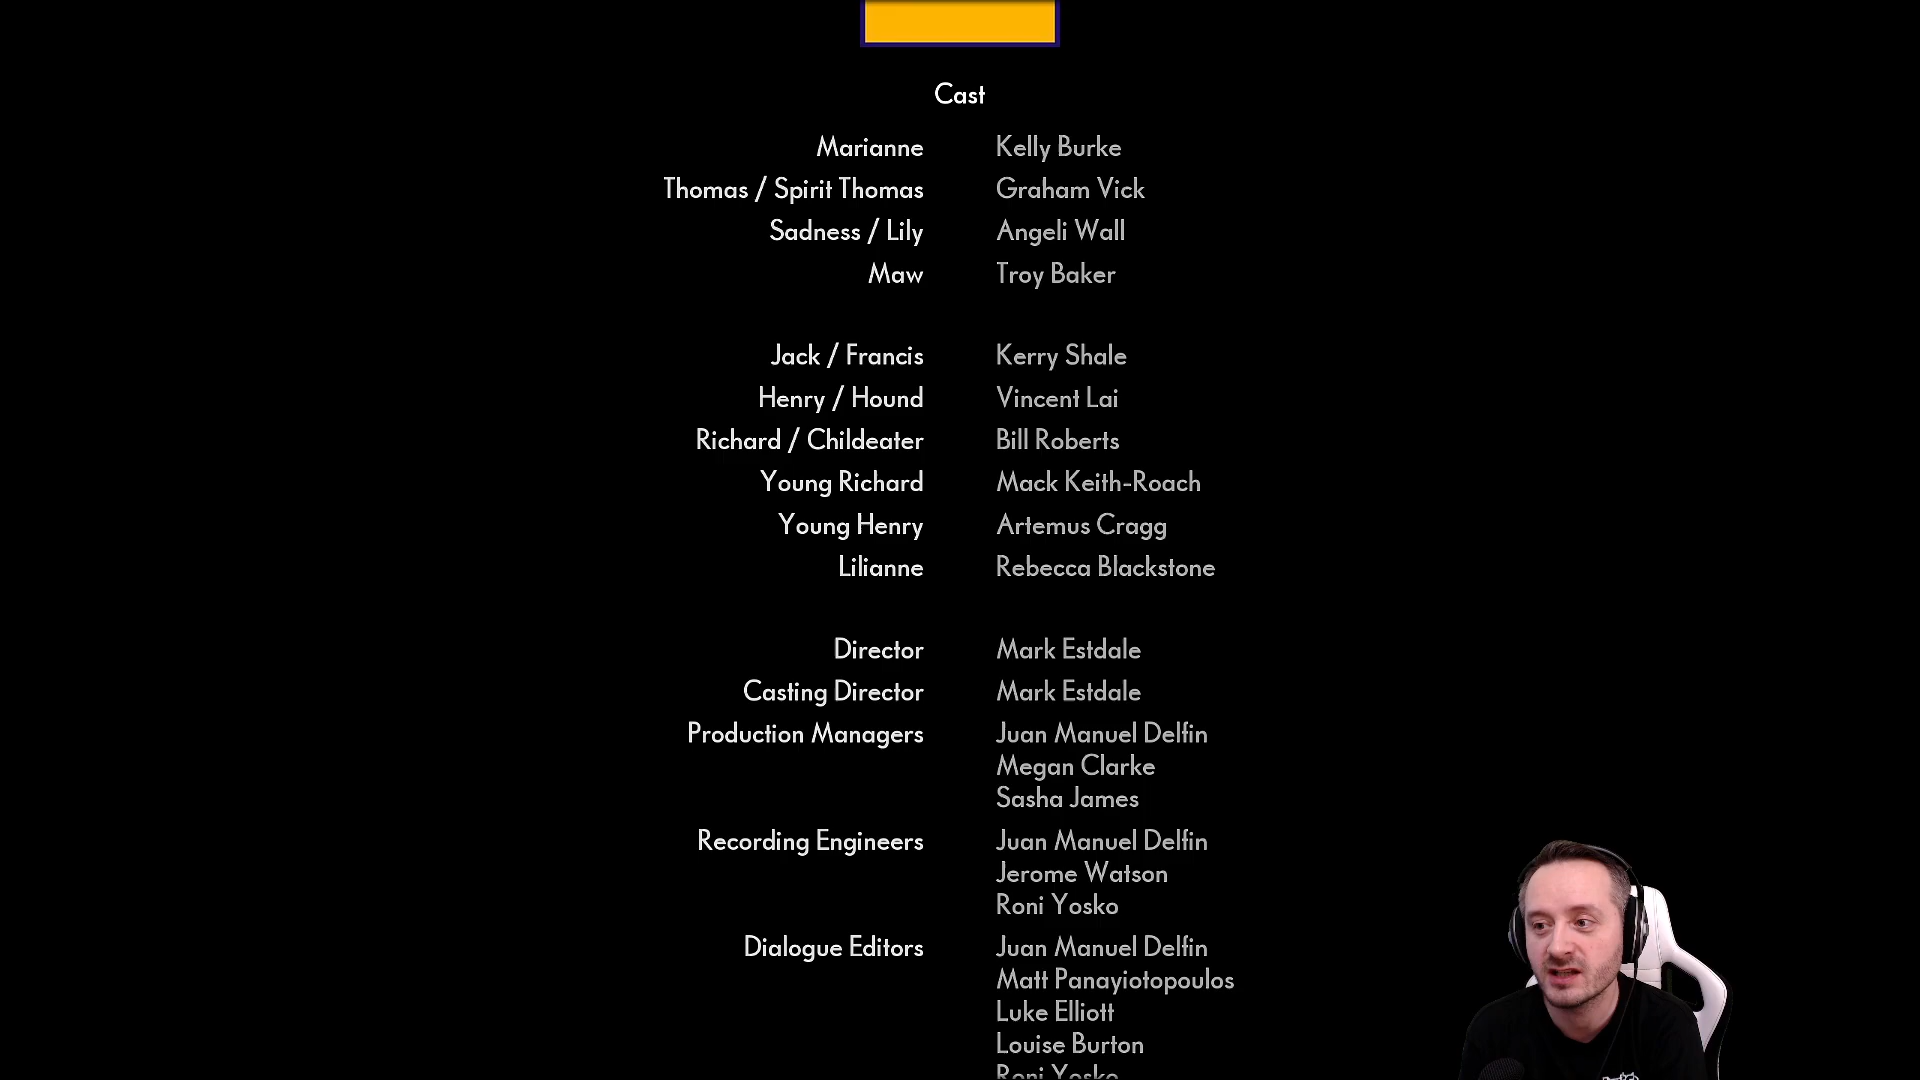 Cast
Marianne Kelly Burke
Thomas / Spirit Thomas Graham Vick
Sadness / Lily Angeli Wall
Maw Troy Baker
Jack / Francis Kerry Shale
Henry / Hound Vincent Lai
Richard / Childeater Bill Roberts
Young Richard Mack Keith-Roach
Young Henry Artemus Cragg
Lilianne Rebecca Blackstone
Director Mark Estdale
Casting Director Mark Estdale
Production Managers Juan Manuel Delfin
Megan Clarke
Sasha James
Recording Engineers Juan Manuel Delfin
Jerome Watson
Roni Yosko
Dialogue Editors Juan Manuel Delfin
Matt Panayiotopoulos
Luke Elliott
Louise Burton
Roni Yosko